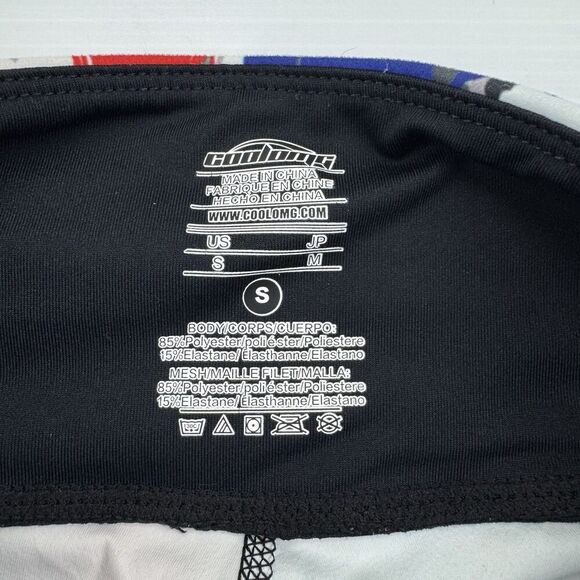 COOLOMG
MADE IN CHINA
FABRIQUE EN CHINE
HECHO EN CHINA
WWW.COOLOMG.COM
US JP
S M
S
BODY/CORPS/CUERPO:
85%Polyester/poli éster/Poliestere
15%Elastane/Élasthanne/Elastano
MESH/MAILLE FILET/MALLA:
85%Polyester/poli éster/Poliestere
15%Elastane/Élasthanne/Elastano